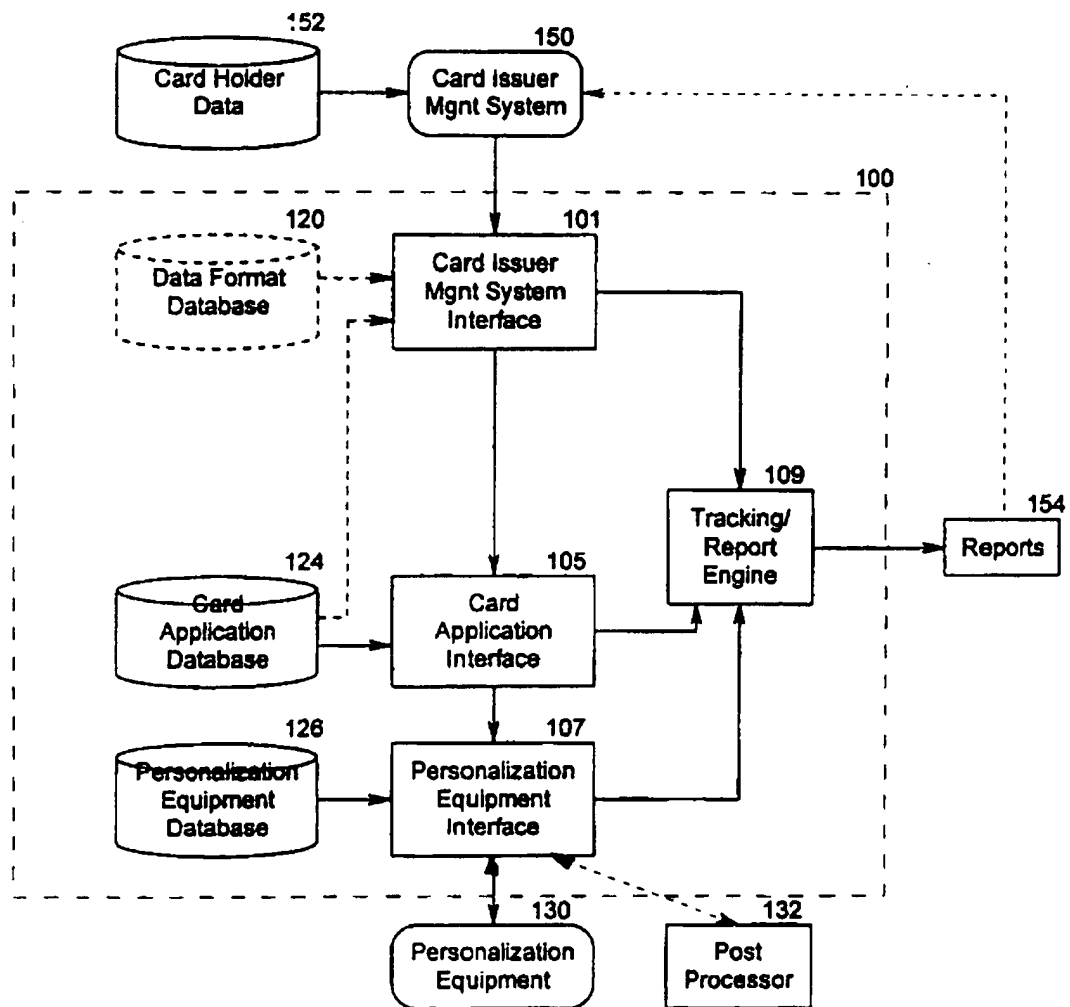 152
Card Holder
Data
150
Card Issuer
Mgnt System
100
120
Data Format
Database
101
Card Issuer
Mgnt System
Interface
109
Tracking/
Report
Engine
154
Reports
124
Card
Application
Database
105
Card
Application
Interface
126
Personalization
Equipment
Database
107
Personalization
Equipment
Interface
130
Personalization
Equipment
132
Post
Processor